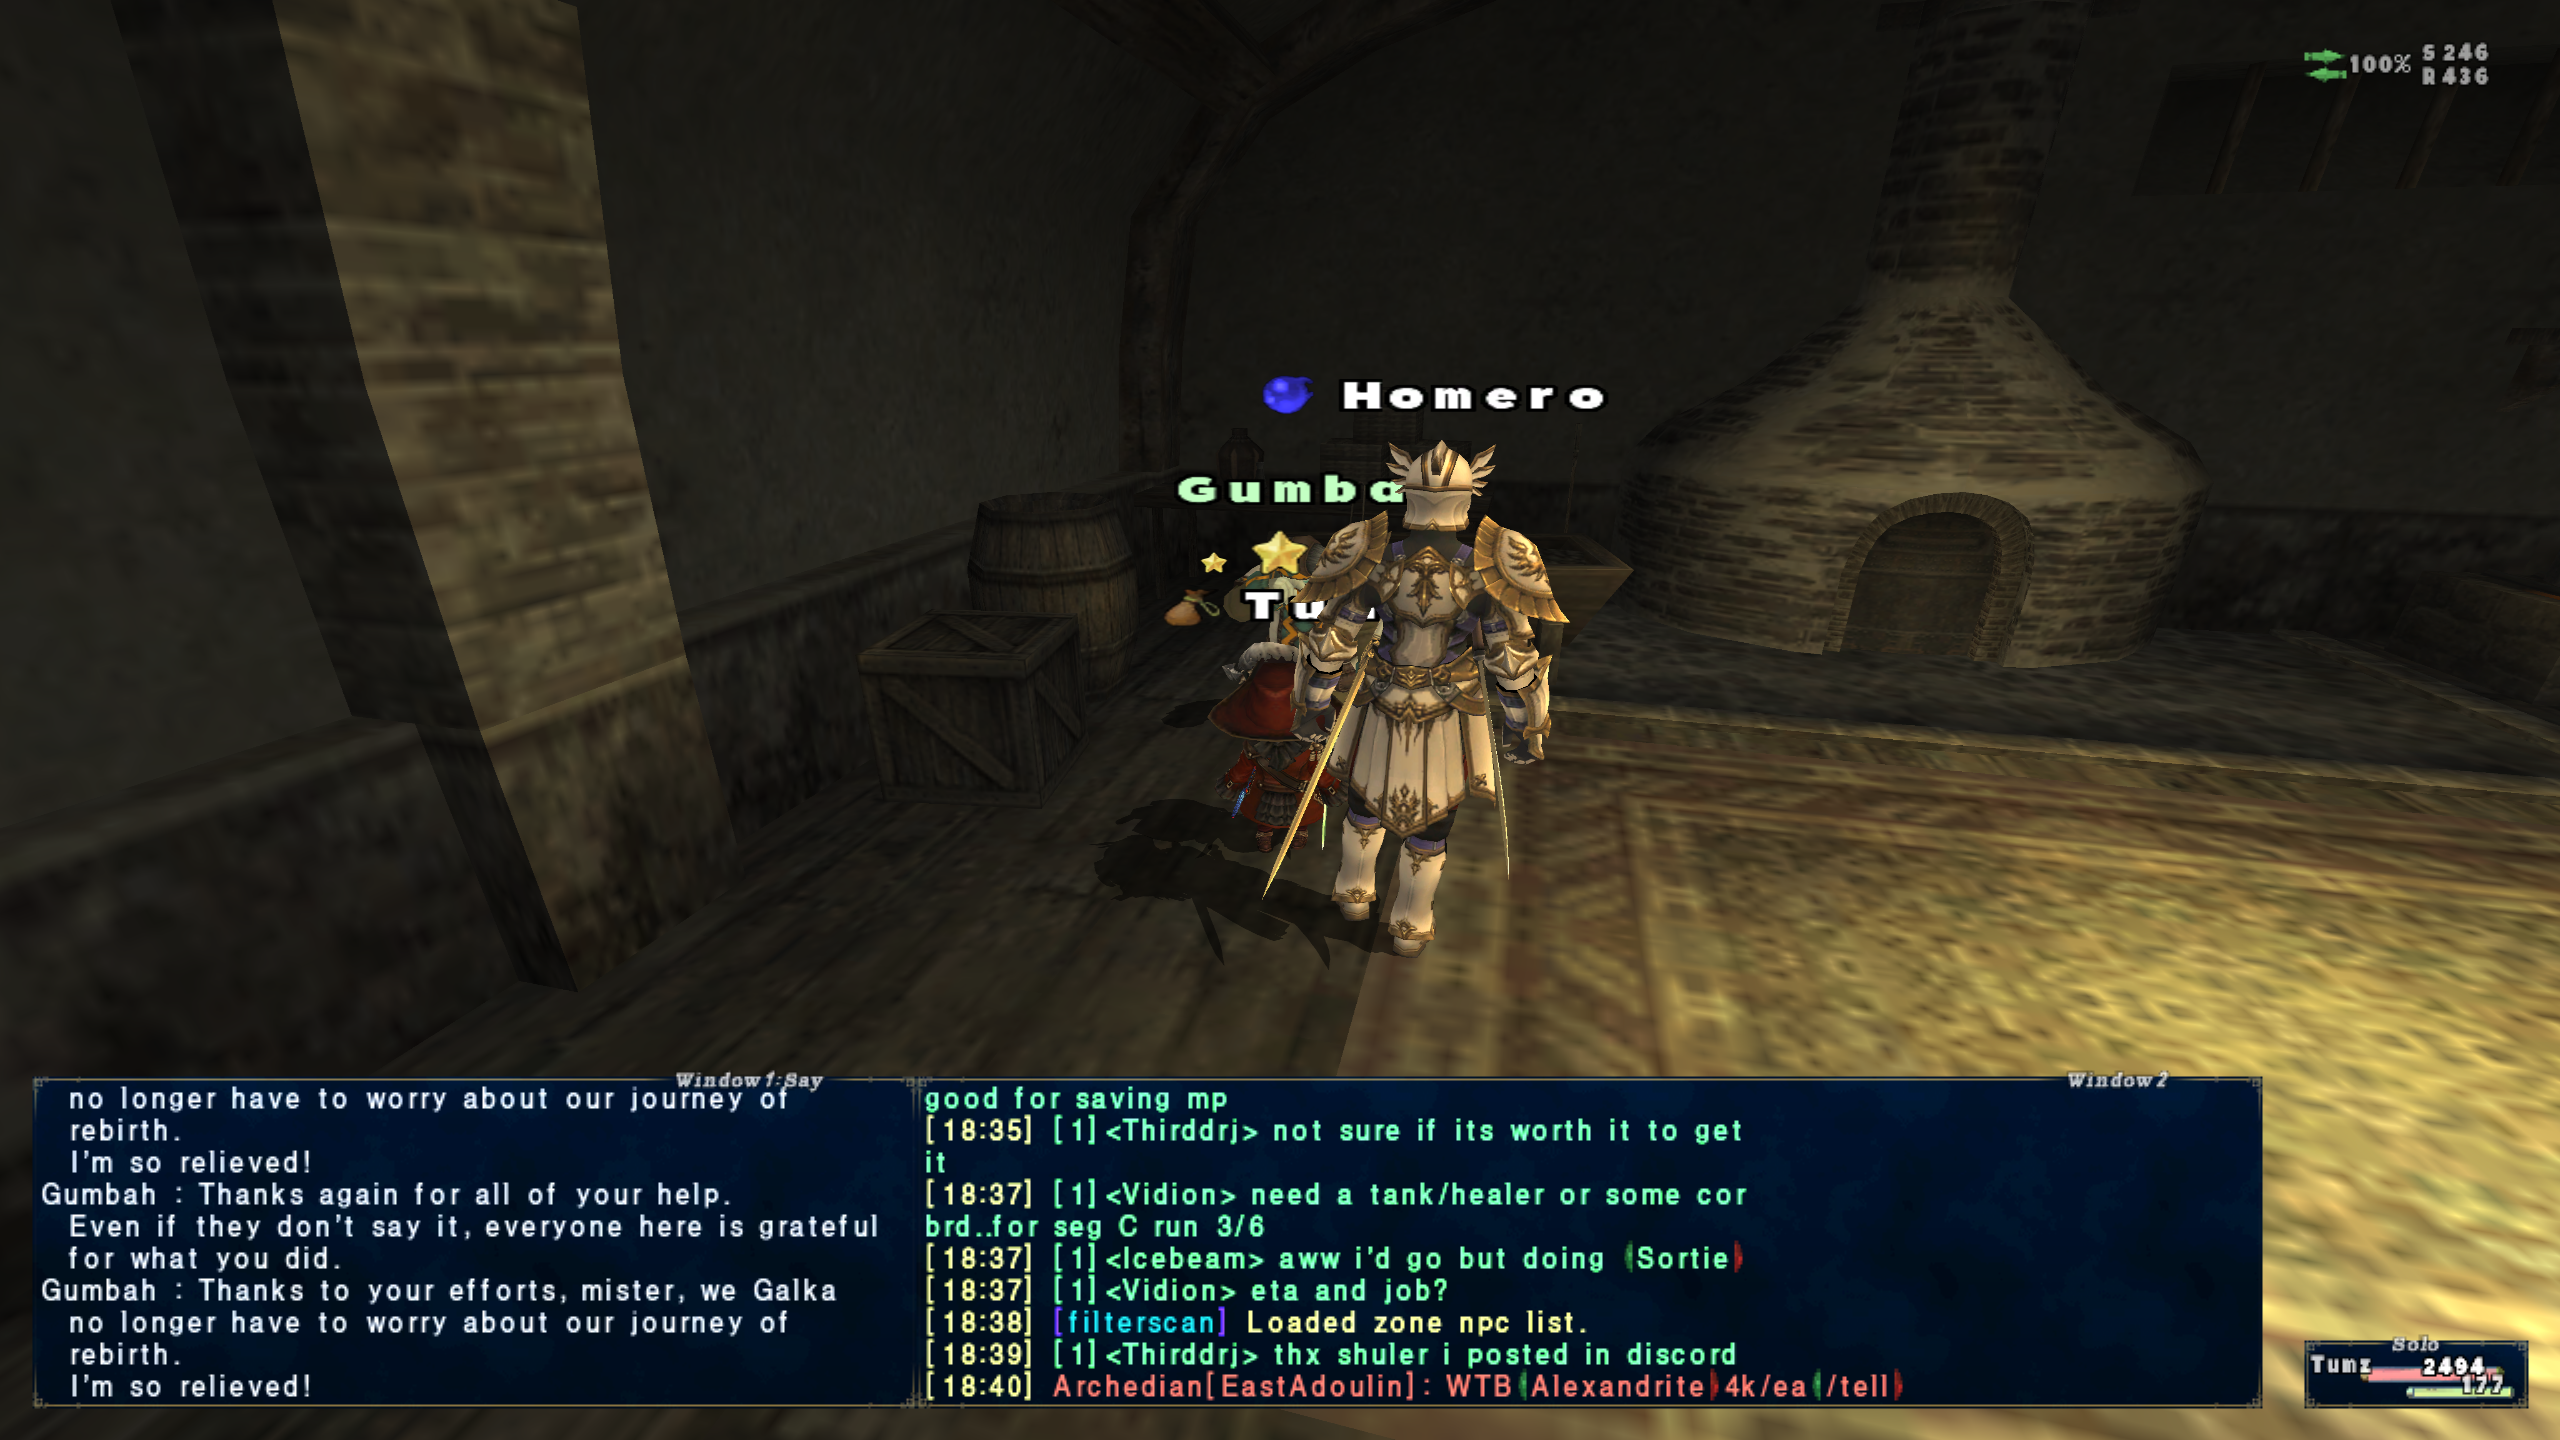 100% S 246
R 436
Homero
Gumba
Window 1: Say
no longer have to worry about our journey of
rebirth.
I'm so relieved!
Gumbah : Thanks again for all of your help.
Even if they don't say it, everyone here is grateful
for what you did.
Gumbah : Thanks to your efforts, mister, we Galka
no longer have to worry about our journey of
rebirth.
I'm so relieved!
Window 2
good for saving mp
[18:35] [1]<Thirddrj> not sure if its worth it to get
it
[18:37] [1]<Vidion> need a tank/healer or some cor
brd..for seg C run 3/6
[18:37] [1]<Icebeam> aww i'd go but doing (Sortie)
[18:37] [1]<Vidion> eta and job?
[18:38] [filterscan] Loaded zone npc list.
[18:39] [1]<Thirddrj> thx shuler i posted in discord
[18:40] Archedian[EastAdoulin]: WTB (Alexandrite) 4k/ea (/tell)
Solo
Tunz 2494
177